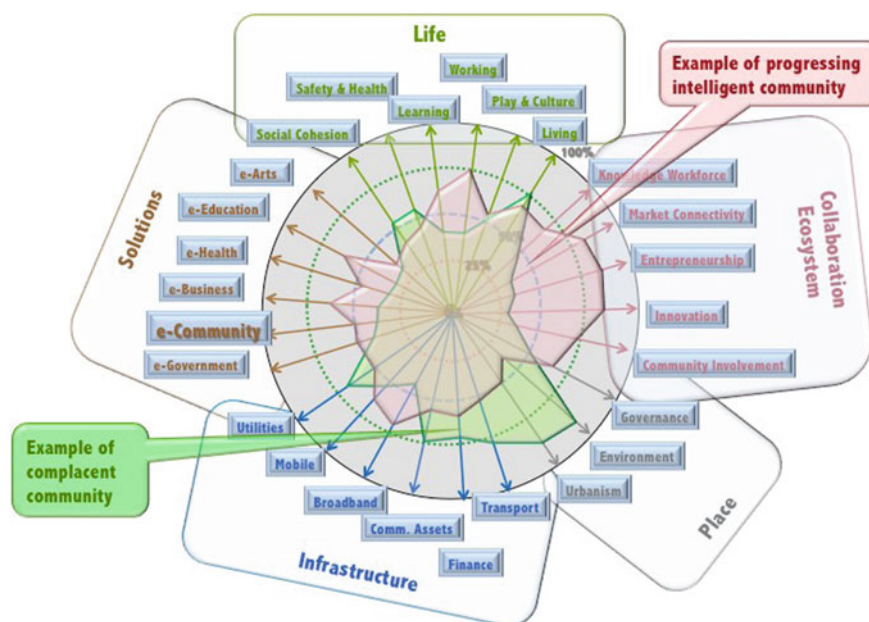 Life
Working
Safety & Health
Play & Culture
Learning
Social Cohesion
Living
Example of progressing
intelligent community
100%
Knowledge Workforce
Market Connectivity
Entrepreneurship
Innovation
Community Involvement
Collaboration
Ecosystem
e-Arts
e-Education
e-Health
e-Business
e-Community
e-Government
Solutions
25%
Governance
Environment
Urbanism
Place
Utilities
Mobile
Broadband
Comm. Assets
Finance
Transport
Infrastructure
Example of
complacent
community